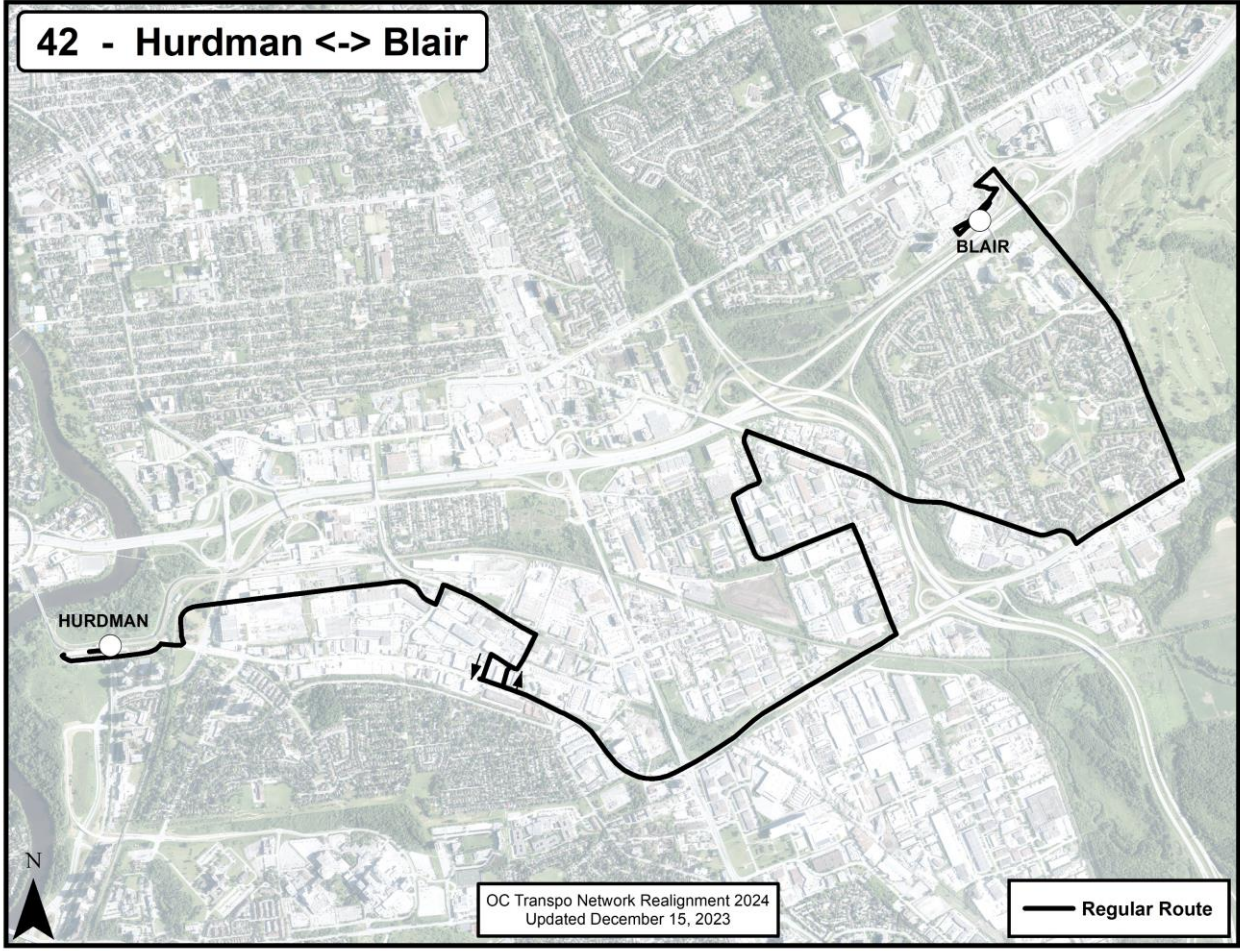 42 - Hurdman <-> Blair
BLAIR
HURDMAN
N
OC Transpo Network Realignment 2024
Updated December 15, 2023
Regular Route